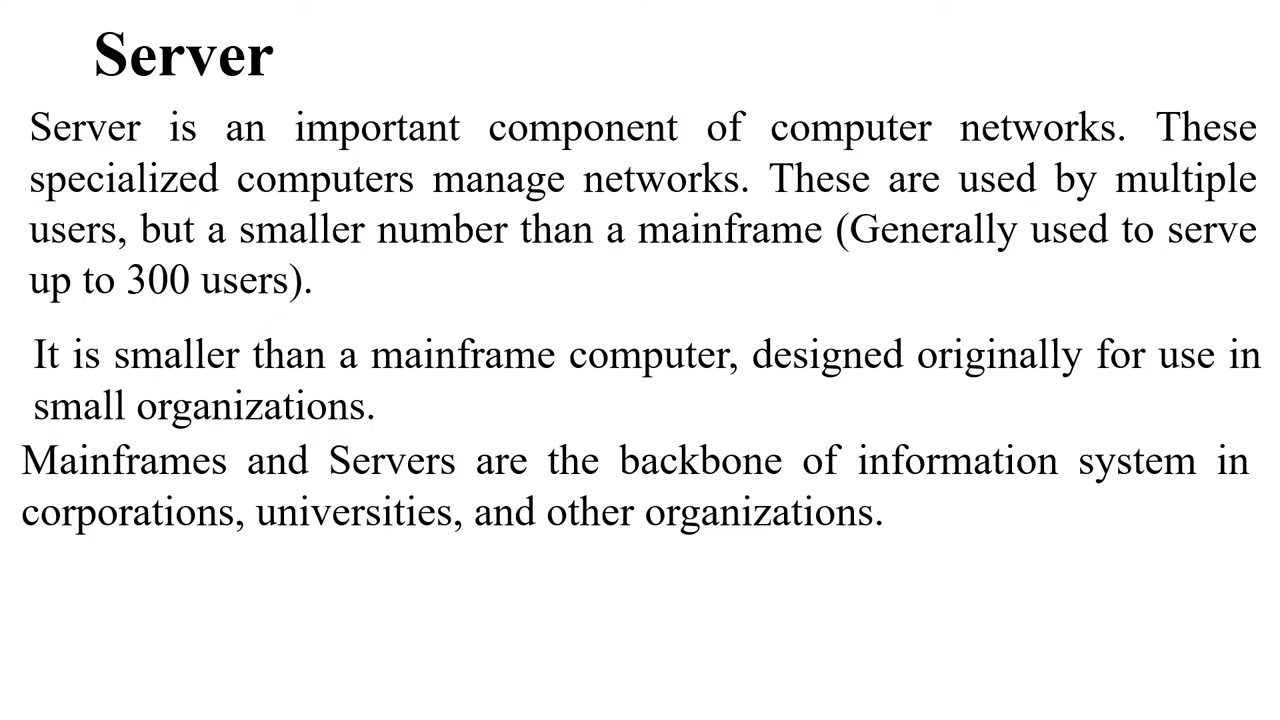 Server
Server is an important component of computer networks. These
specialized computers manage networks. These are used by multiple
users, but a smaller number than a mainframe (Generally used to serve
up to 300 users).
It is smaller than a mainframe computer, designed originally for use in
small organizations.
Mainframes and Servers are the backbone of information system in
corporations, universities, and other organizations.